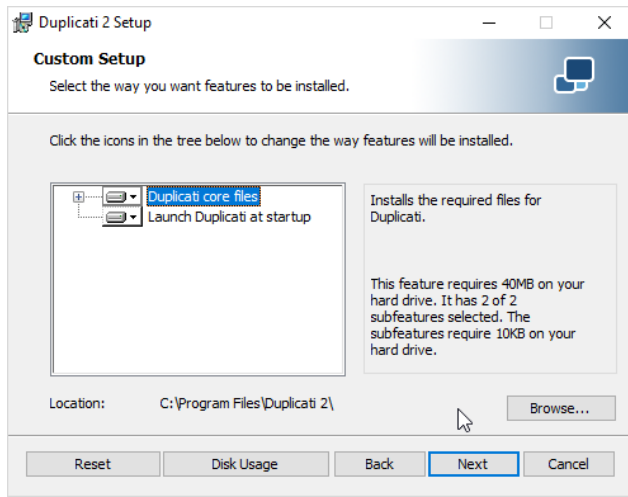 Duplicati 2 Setup
Custom Setup
Select the way you want features to be installed.
Click the icons in the tree below to change the way features will be installed.
Duplicati core files
Launch Duplicati at startup
Installs the required files for
Duplicati.
This feature requires 40MB on your
hard drive. It has 2 of 2
subfeatures selected. The
subfeatures require 10KB on your
hard drive.
Location: C:\Program Files\Duplicati 2\
Browse...
Reset Disk Usage Back Next Cancel